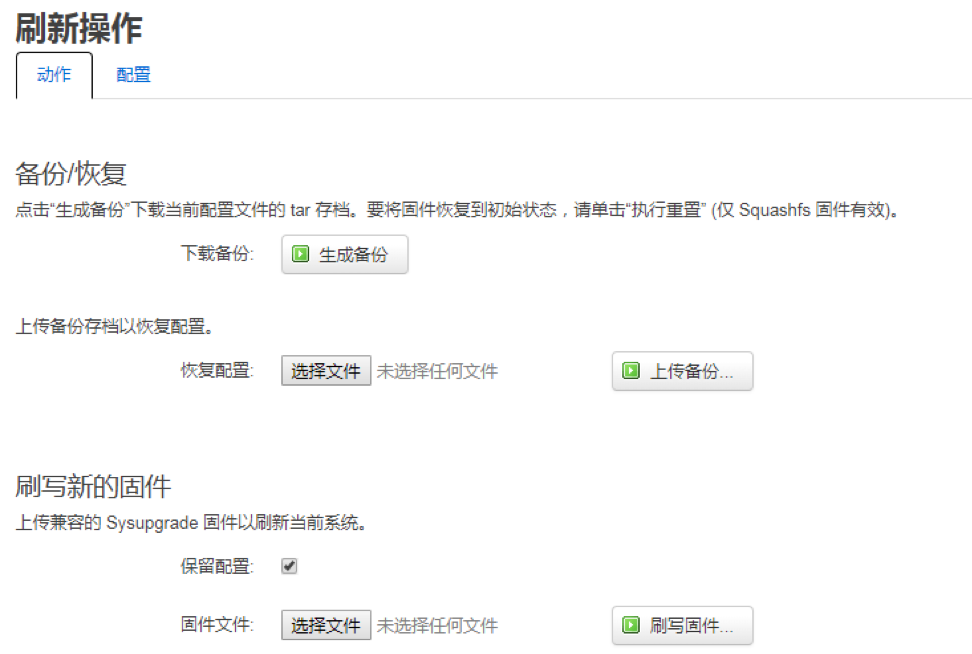 刷新操作
动作 配置
备份/恢复
点击“生成备份”下载当前配置文件的 tar 存档。要将固件恢复到初始状态，请单击“执行重置” (仅 Squashfs 固件有效)。
下载备份: 生成备份
上传备份存档以恢复配置。
恢复配置: 选择文件 未选择任何文件 上传备份...
刷写新的固件
上传兼容的 Sysupgrade 固件以刷新当前系统。
保留配置:
固件文件: 选择文件 未选择任何文件 刷写固件...